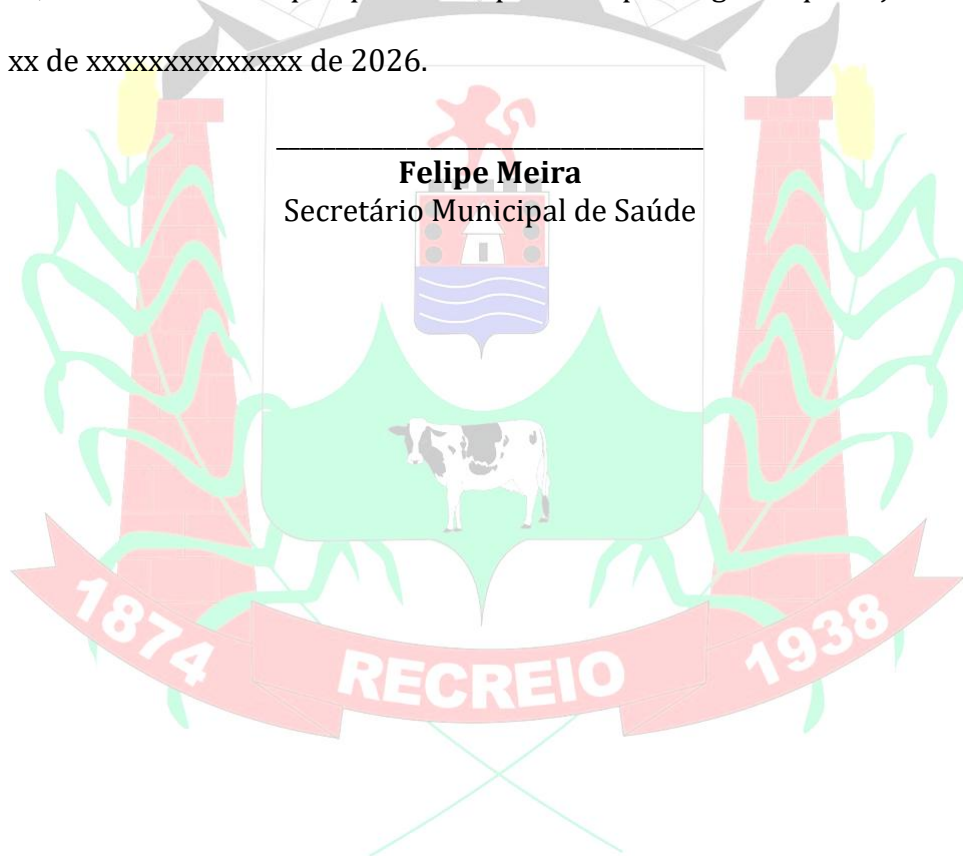 xx de xxxxxxxxxxxxxx de 2026.
Felipe Meira
Secretário Municipal de Saúde
1874
RECREIO
1938